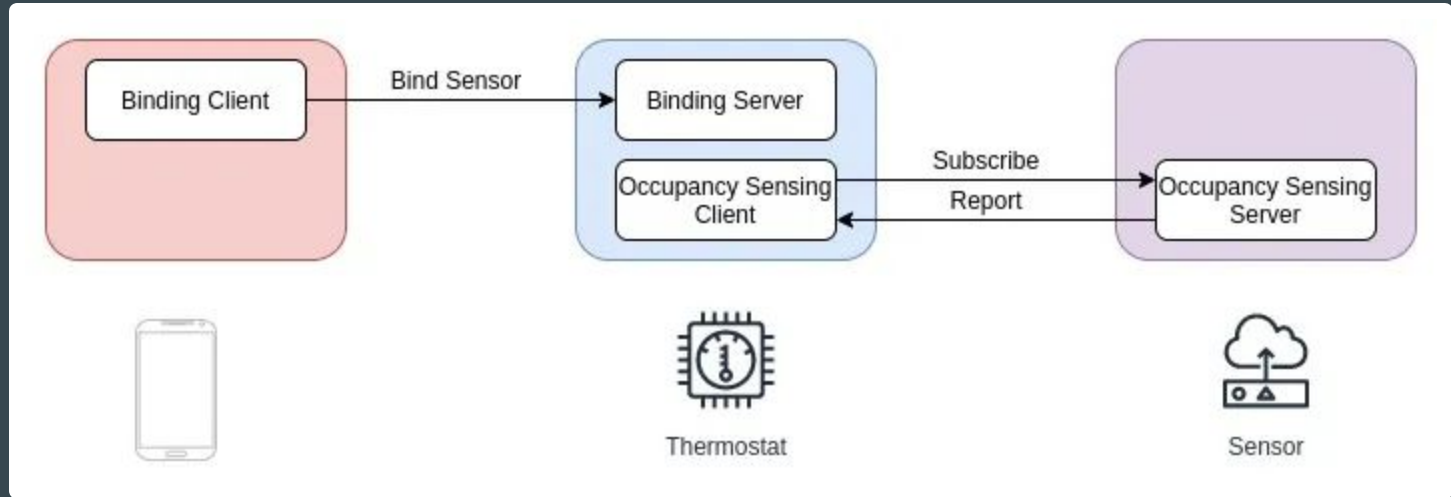 Binding Client
Bind Sensor
Binding Server
Occupancy Sensing
Client
Subscribe
Report
Occupancy Sensing
Server
Thermostat
Sensor